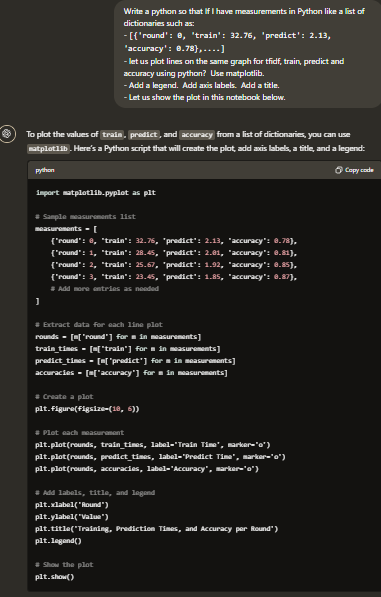 Write a python so that If I have measurements in Python like a list of
dictionaries such as:
- [{'round': 0, 'train': 32.76, 'predict': 2.13,
'accuracy': 0.78},....]
- let us plot lines on the same graph for tfidf, train, predict and
accuracy using python? Use matplotlib.
- Add a legend. Add axis labels. Add a title.
- Let us show the plot in this notebook below.
To plot the values of train, predict, and accuracy from a list of dictionaries, you can use
matplotlib. Here's a Python script that will create the plot, add axis labels, a title, and a legend:
python Copy code
import matplotlib.pyplot as plt
# Sample measurements list
measurements = [
{'round': 0, 'train': 32.76, 'predict': 2.13, 'accuracy': 0.78},
{'round': 1, 'train': 28.45, 'predict': 2.01, 'accuracy': 0.81},
{'round': 2, 'train': 25.67, 'predict': 1.92, 'accuracy': 0.85},
{'round': 3, 'train': 23.45, 'predict': 1.85, 'accuracy': 0.87},
# Add more entries as needed
]
# Extract data for each line plot
rounds = [m['round'] for m in measurements]
train_times = [m['train'] for m in measurements]
predict_times = [m['predict'] for m in measurements]
accuracies = [m['accuracy'] for m in measurements]
# Create a plot
plt.figure(figsize=(10, 6))
# Plot each measurement
plt.plot(rounds, train_times, label='Train Time', marker='o')
plt.plot(rounds, predict_times, label='Predict Time', marker='o')
plt.plot(rounds, accuracies, label='Accuracy', marker='o')
# Add labels, title, and legend
plt.xlabel('Round')
plt.ylabel('Value')
plt.title('Training, Prediction Times, and Accuracy per Round')
plt.legend()
# Show the plot
plt.show()